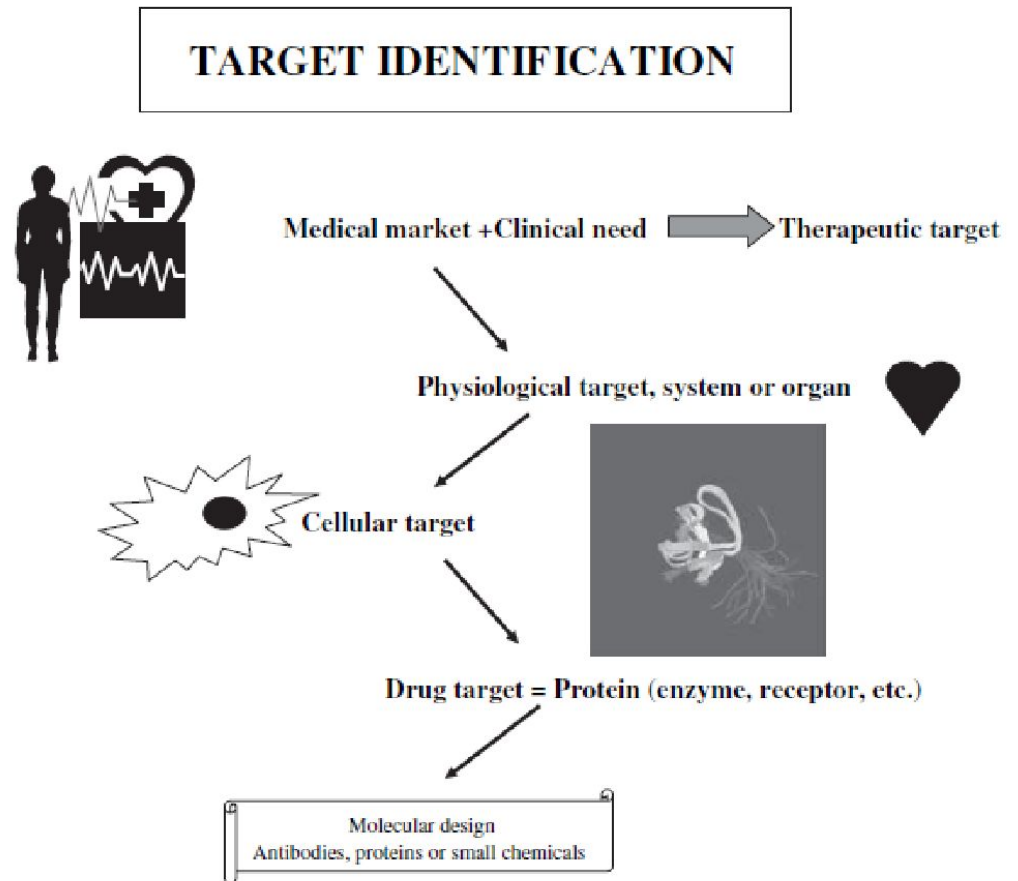 TARGET IDENTIFICATION
Medical market +Clinical need
Therapeutic target
Physiological target, system or organ
Cellular target
Drug target = Protein (enzyme, receptor, etc.)
Molecular design
Antibodies, proteins or small chemicals